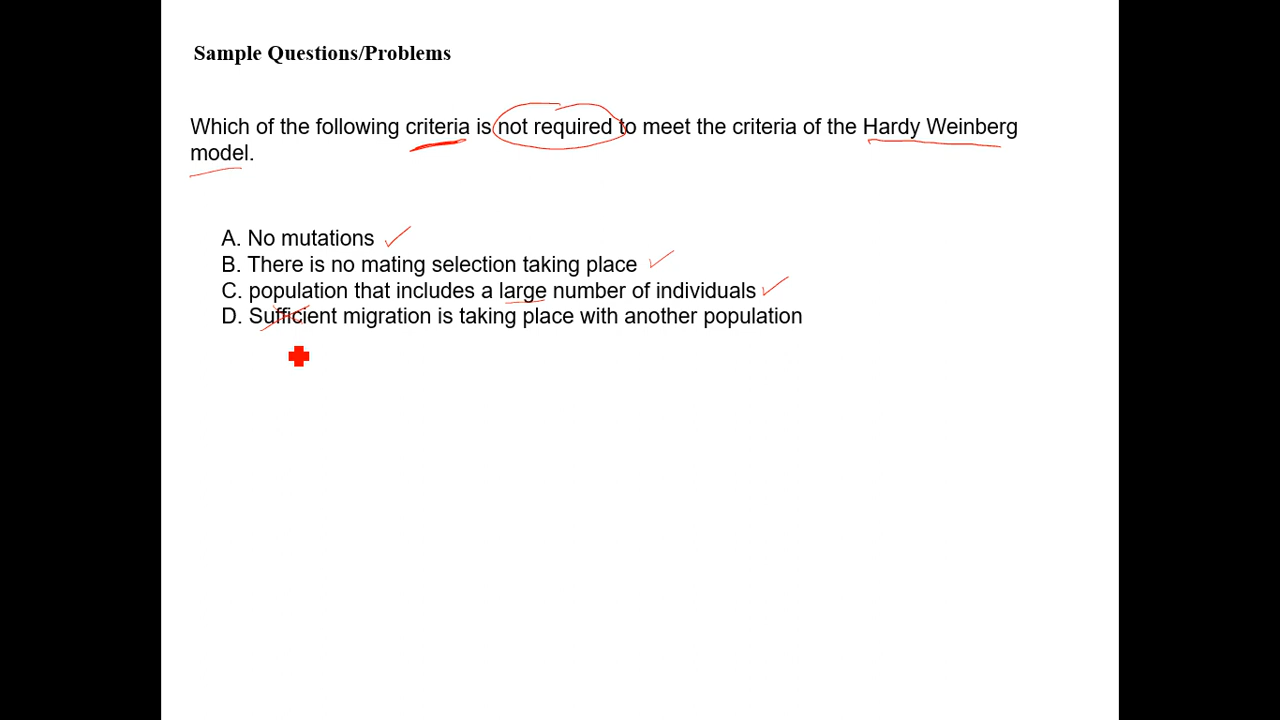 Sample Questions/Problems
Which of the following criteria is not required to meet the criteria of the Hardy Weinberg
model.
A. No mutations
B. There is no mating selection taking place
C. population that includes a large number of individuals
D. Sufficient migration is taking place with another population